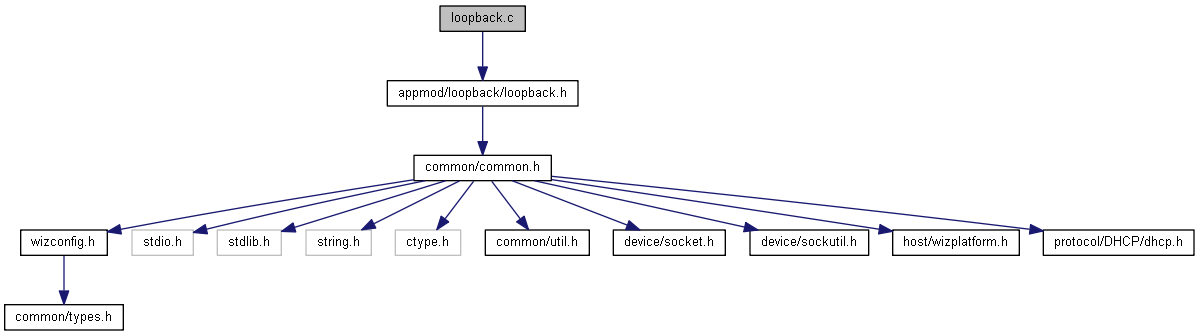 loopback.c
appmod/loopback/loopback.h
common/common.h
wizconfig.h
stdio.h
stdlib.h
string.h
ctype.h
common/util.h
device/socket.h
device/sockutil.h
host/wizplatform.h
protocol/DHCP/dhcp.h
common/types.h